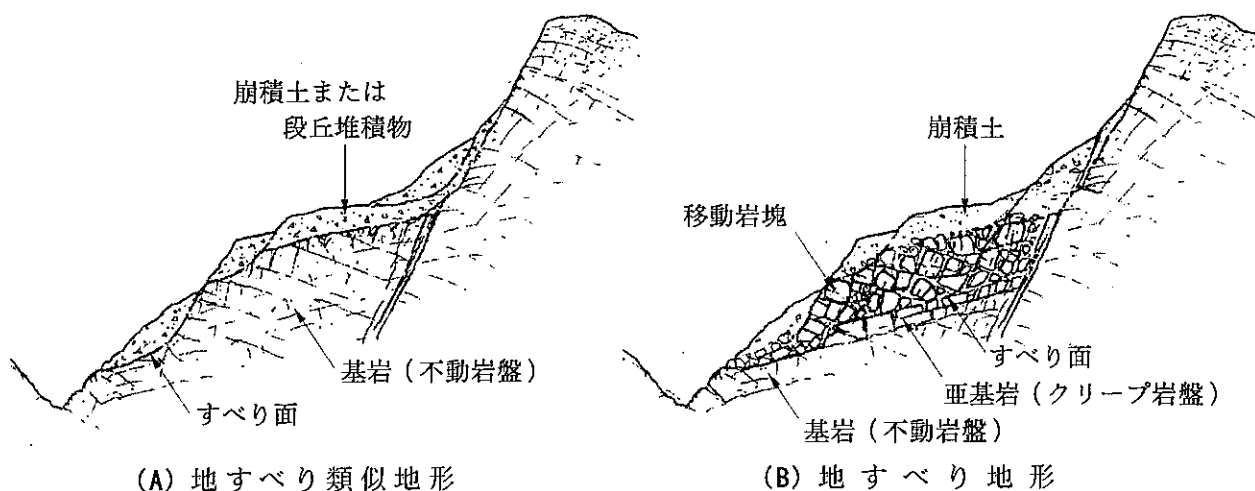 崩積土または
段丘堆積物
基岩(不動岩盤)
すべり面
(A) 地すべり類似地形
崩積土
移動岩塊
すべり面
亜基岩(クリープ岩盤)
基岩(不動岩盤)
(B) 地すべり地形